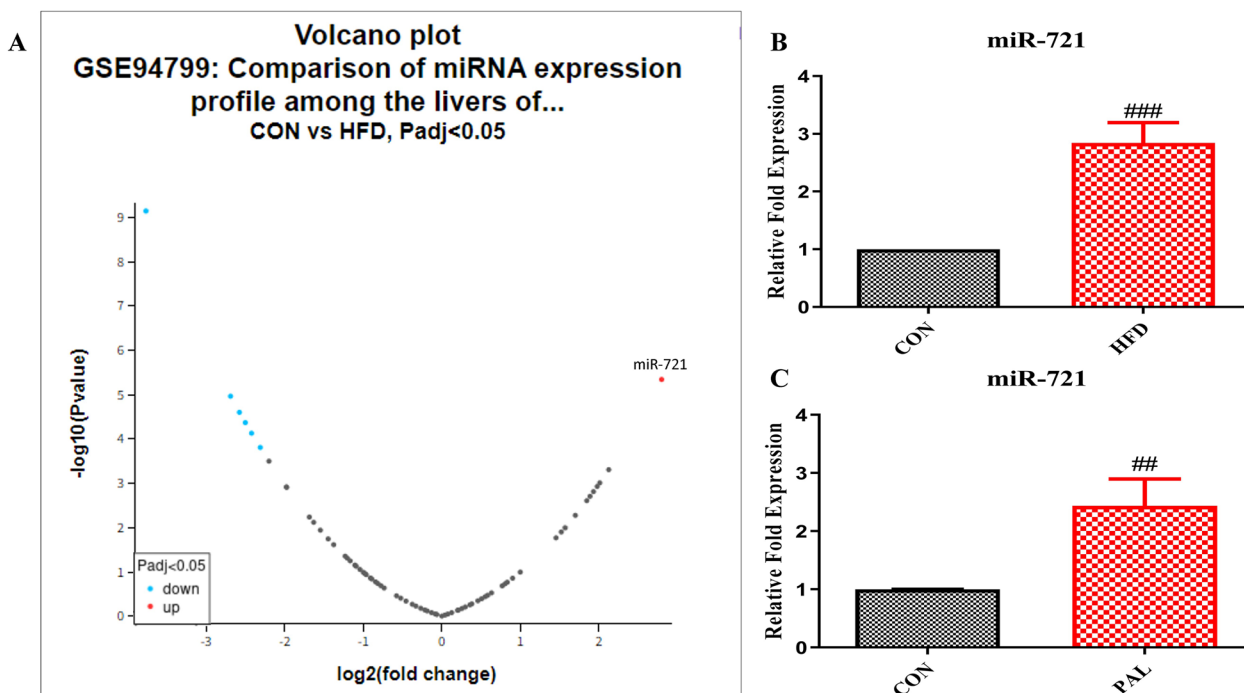 A
Volcano plot
GSE94799: Comparison of miRNA expression
profile among the livers of...
CON vs HFD, Padj<0.05
-log10(Pvalue)
9
8
7
6
5
4
3
2
1
0
miR-721
Padj<0.05
down
up
-3
-2
-1
0
1
2
log2(fold change)
B
miR-721
Relative Fold Expression
4
3
2
1
0
###
CON
HFD
C
miR-721
Relative Fold Expression
4
3
2
1
0
##
CON
PAL